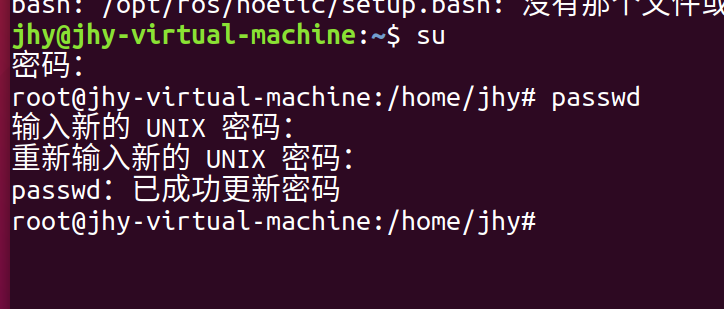 bash: /opt/ros/noetic/setup.bash: 没有那个文件或
jhy@jhy-virtual-machine:~$ su
密码：
root@jhy-virtual-machine:/home/jhy# passwd
输入新的 UNIX 密码：
重新输入新的 UNIX 密码：
passwd：已成功更新密码
root@jhy-virtual-machine:/home/jhy#